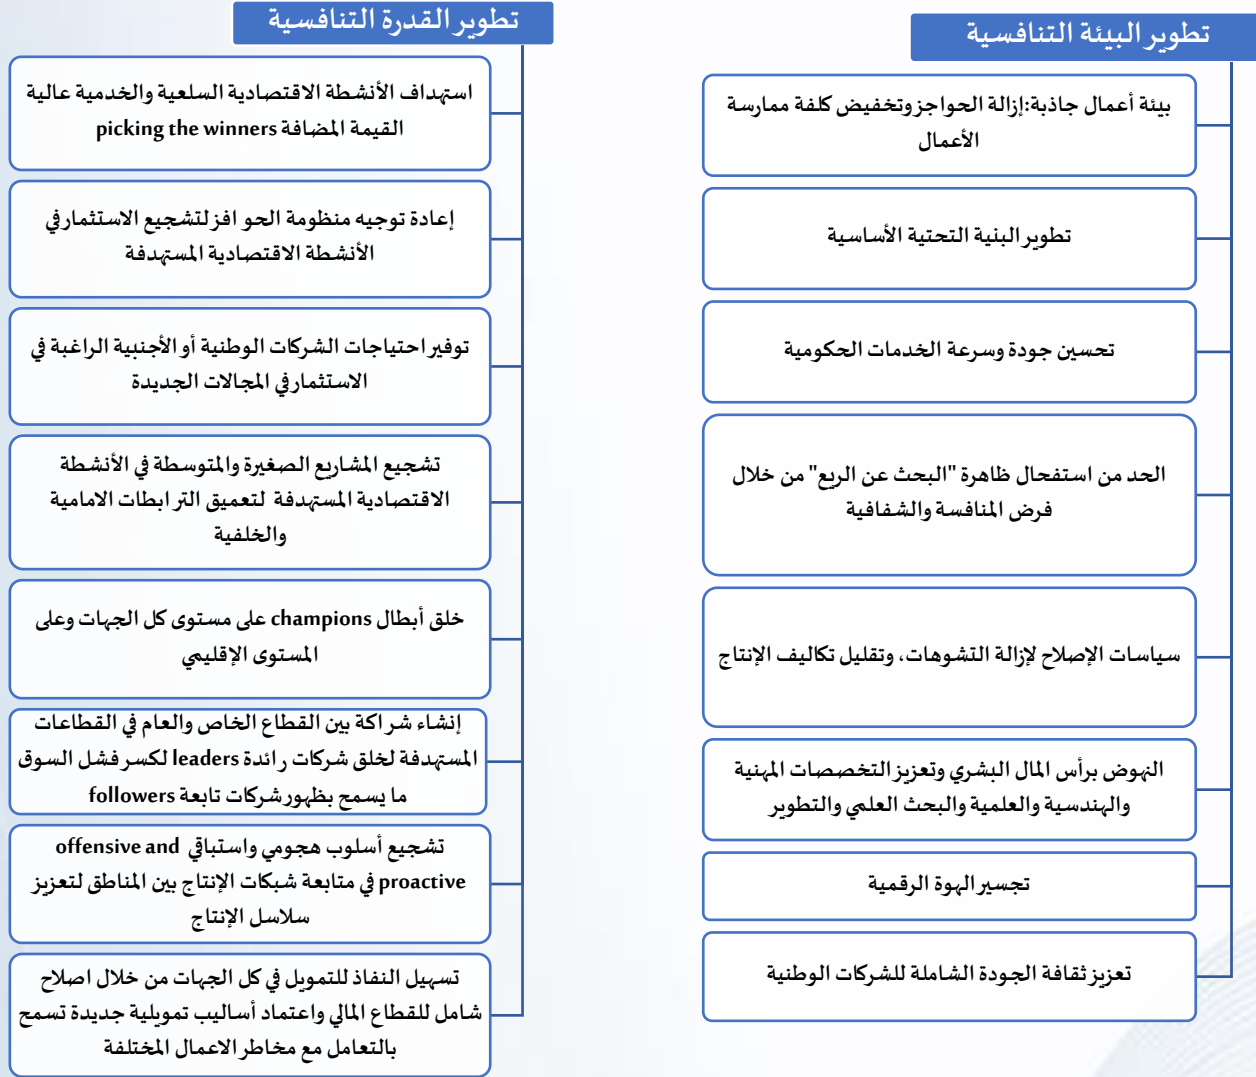 تطوير البيئة التنافسية
بيئة أعمال جاذبة:إزالة الحواجز وتخفيض كلفة ممارسة
الأعمال
تطوير البنية التحتية الأساسية
تحسين جودة وسرعة الخدمات الحكومية
الحد من استفحال ظاهرة "البحث عن الريع" من خلال
فرض المنافسة والشفافية
سياسات الإصلاح لإزالة التشوهات، وتقليل تكاليف الإنتاج
النهوض برأس المال البشري وتعزيز التخصصات المهنية
والهندسية والعلمية والبحث العلمي والتطوير
تجسير الهوة الرقمية
تعزيز ثقافة الجودة الشاملة للشركات الوطنية
تطوير القدرة التنافسية
استهداف الأنشطة الاقتصادية السلعية والخدمية عالية
القيمة المضافة picking the winners
إعادة توجيه منظومة الحوافز لتشجيع الاستثمار في
الأنشطة الاقتصادية المستهدفة
توفير احتياجات الشركات الوطنية أو الأجنبية الراغبة في
الاستثمار في المجالات الجديدة
تشجيع المشاريع الصغيرة والمتوسطة في الأنشطة
الاقتصادية المستهدفة لتعميق الترابطات الامامية
والخلفية
خلق أبطال champions على مستوى كل الجهات وعلى
المستوى الإقليمي
إنشاء شراكة بين القطاع الخاص والعام في القطاعات
المستهدفة لخلق شركات رائدة leaders لكسر فشل السوق
ما يسمح بظهور شركات تابعة followers
تشجيع أسلوب هجومي واستباقي offensive and
proactive في متابعة شبكات الإنتاج بين المناطق لتعزيز
سلاسل الإنتاج
تسهيل النفاذ للتمويل في كل الجهات من خلال اصلاح
شامل للقطاع المالي واعتماد أساليب تمويلية جديدة تسمح
بالتعامل مع مخاطر الاعمال المختلفة